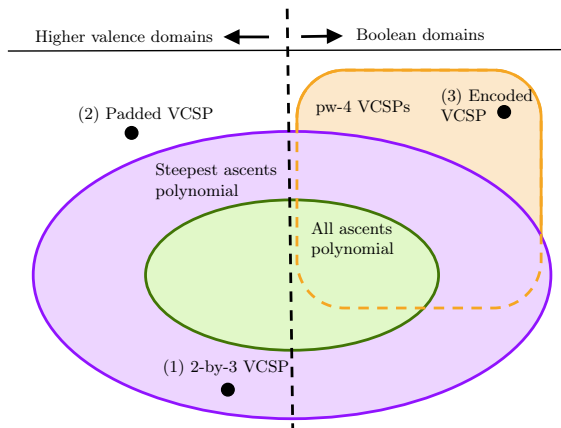 Higher valence domains
Boolean domains
(2) Padded VCSP
pw-4 VCSPs
(3) Encoded
VCSP
Steepest ascents
polynomial
All ascents
polynomial
(1) 2-by-3 VCSP